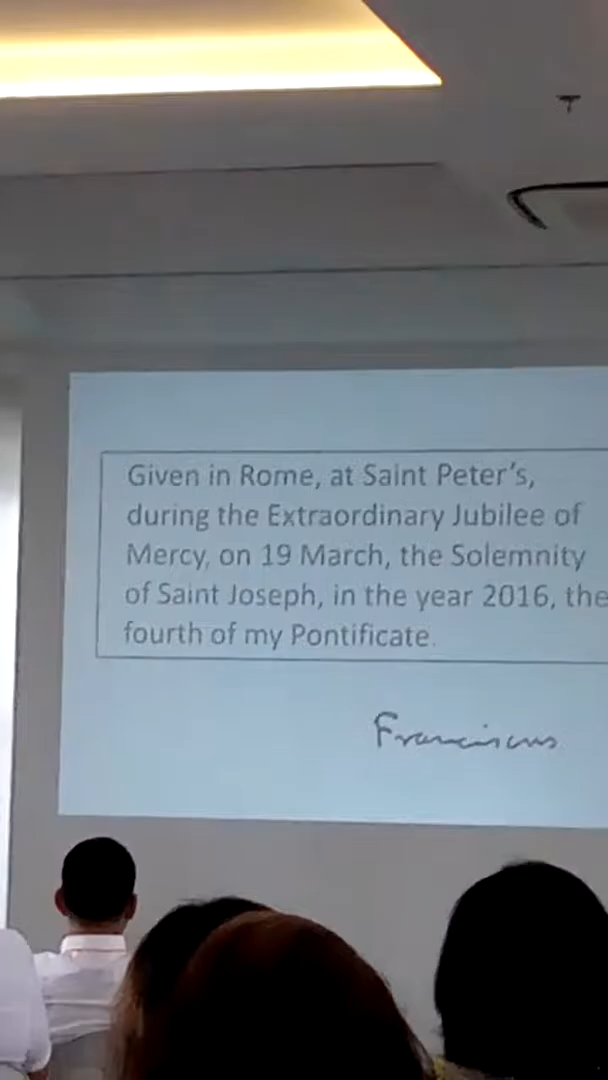 Given in Rome, at Saint Peter's,
during the Extraordinary Jubilee of
Mercy, on 19 March, the Solemnity
of Saint Joseph, in the year 2016, the
fourth of my Pontificate.
Franciscus